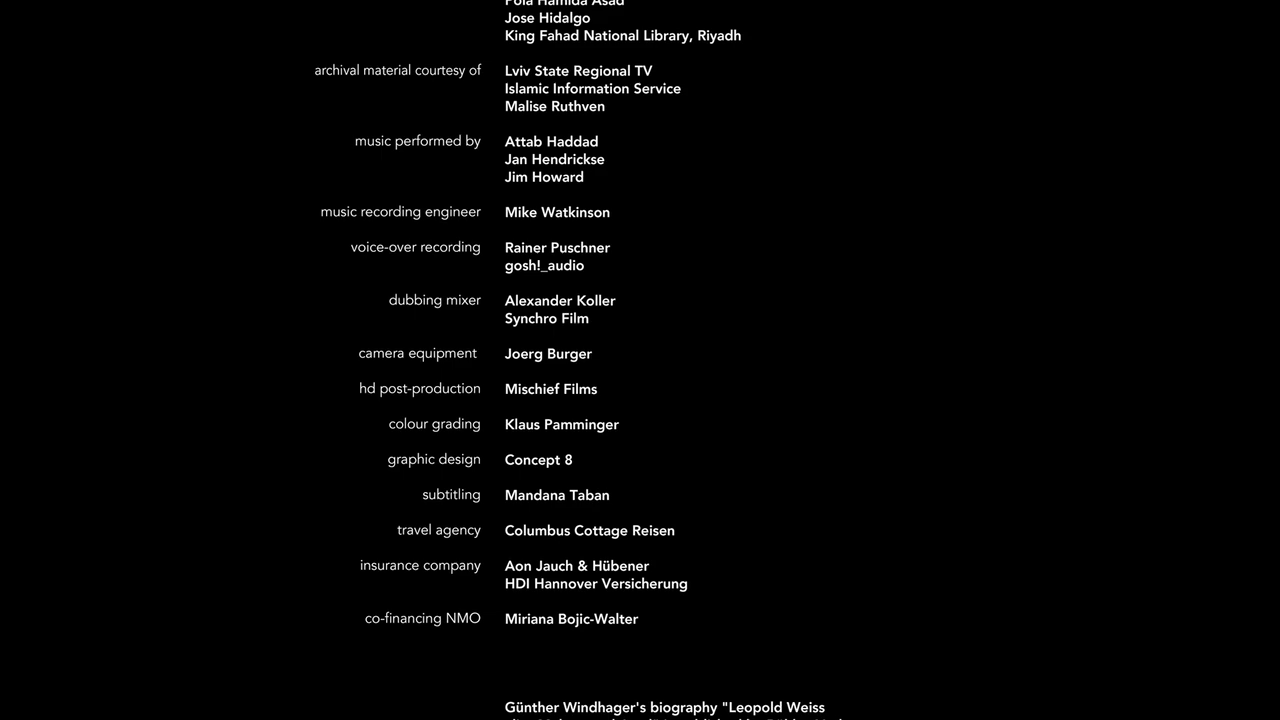 Pola Hamida Asad
Jose Hidalgo
King Fahad National Library, Riyadh
archival material courtesy of Lviv State Regional TV
Islamic Information Service
Malise Ruthven
music performed by Attab Haddad
Jan Hendrickse
Jim Howard
music recording engineer Mike Watkinson
voice-over recording Rainer Puschner
gosh!_audio
dubbing mixer Alexander Koller
Synchro Film
camera equipment Joerg Burger
hd post-production Mischief Films
colour grading Klaus Pamminger
graphic design Concept 8
subtitling Mandana Taban
travel agency Columbus Cottage Reisen
insurance company Aon Jauch & Hübener
HDI Hannover Versicherung
co-financing NMO Miriana Bojic-Walter
Günther Windhager's biography "Leopold Weiss